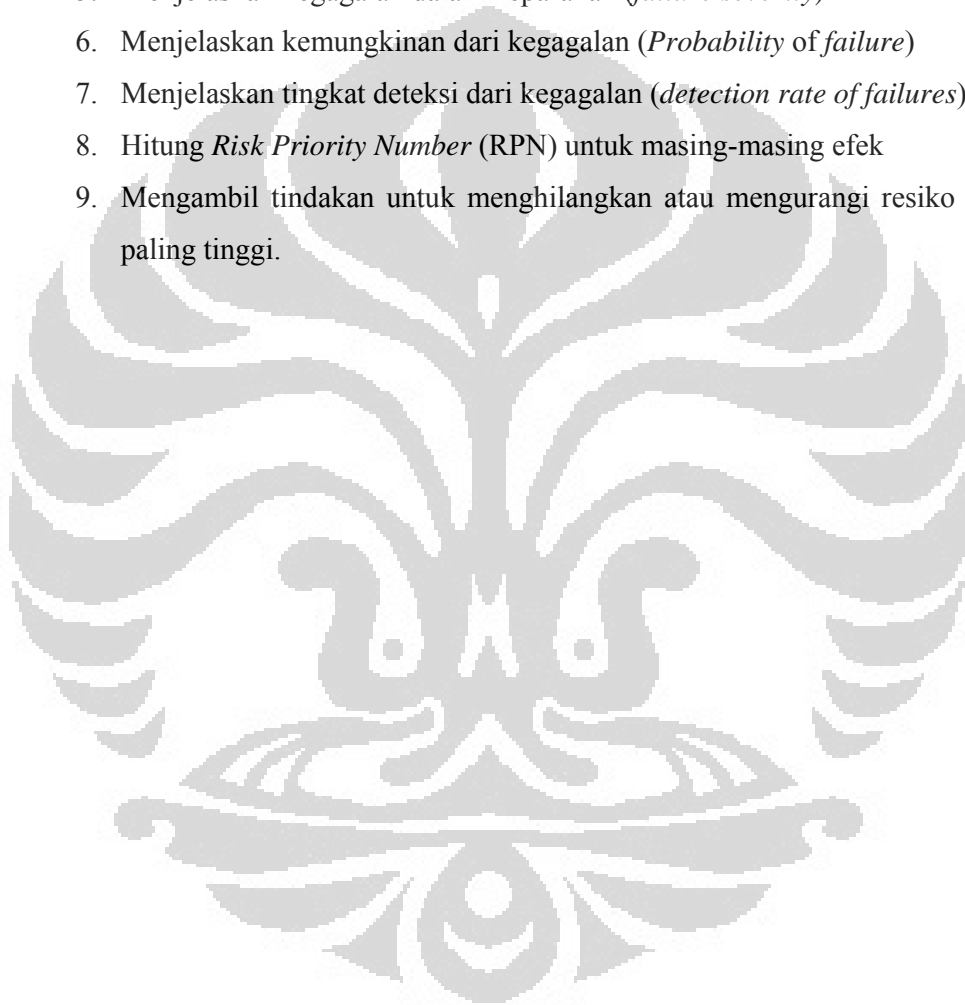 6. Menjelaskan kemungkinan dari kegagalan (Probability of failure)
7. Menjelaskan tingkat deteksi dari kegagalan (detection rate of failures)
8. Hitung Risk Priority Number (RPN) untuk masing-masing efek
9. Mengambil tindakan untuk menghilangkan atau mengurangi resiko
paling tinggi.